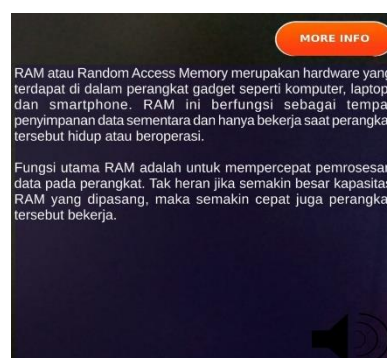 MORE INFO
RAM atau Random Access Memory merupakan hardware yang
terdapat di dalam perangkat gadget seperti komputer, laptop
dan smartphone. RAM ini berfungsi sebagai tempa
penyimpanan data sementara dan hanya bekerja saat perangka
tersebut hidup atau beroperasi.
Fungsi utama RAM adalah untuk mempercepat pemrosesan
data pada perangkat. Tak heran jika semakin besar kapasitas
RAM yang dipasang, maka semakin cepat juga perangka
tersebut bekerja.